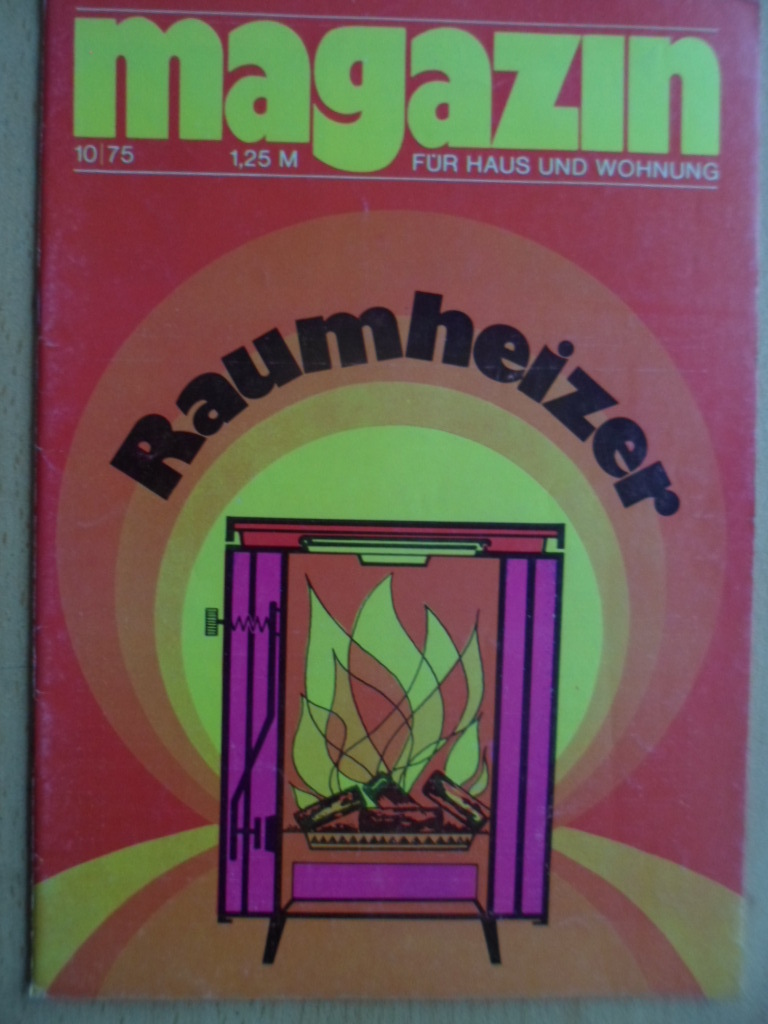 magazin
10|75 1,25 M FÜR HAUS UND WOHNUNG
Raumheizer